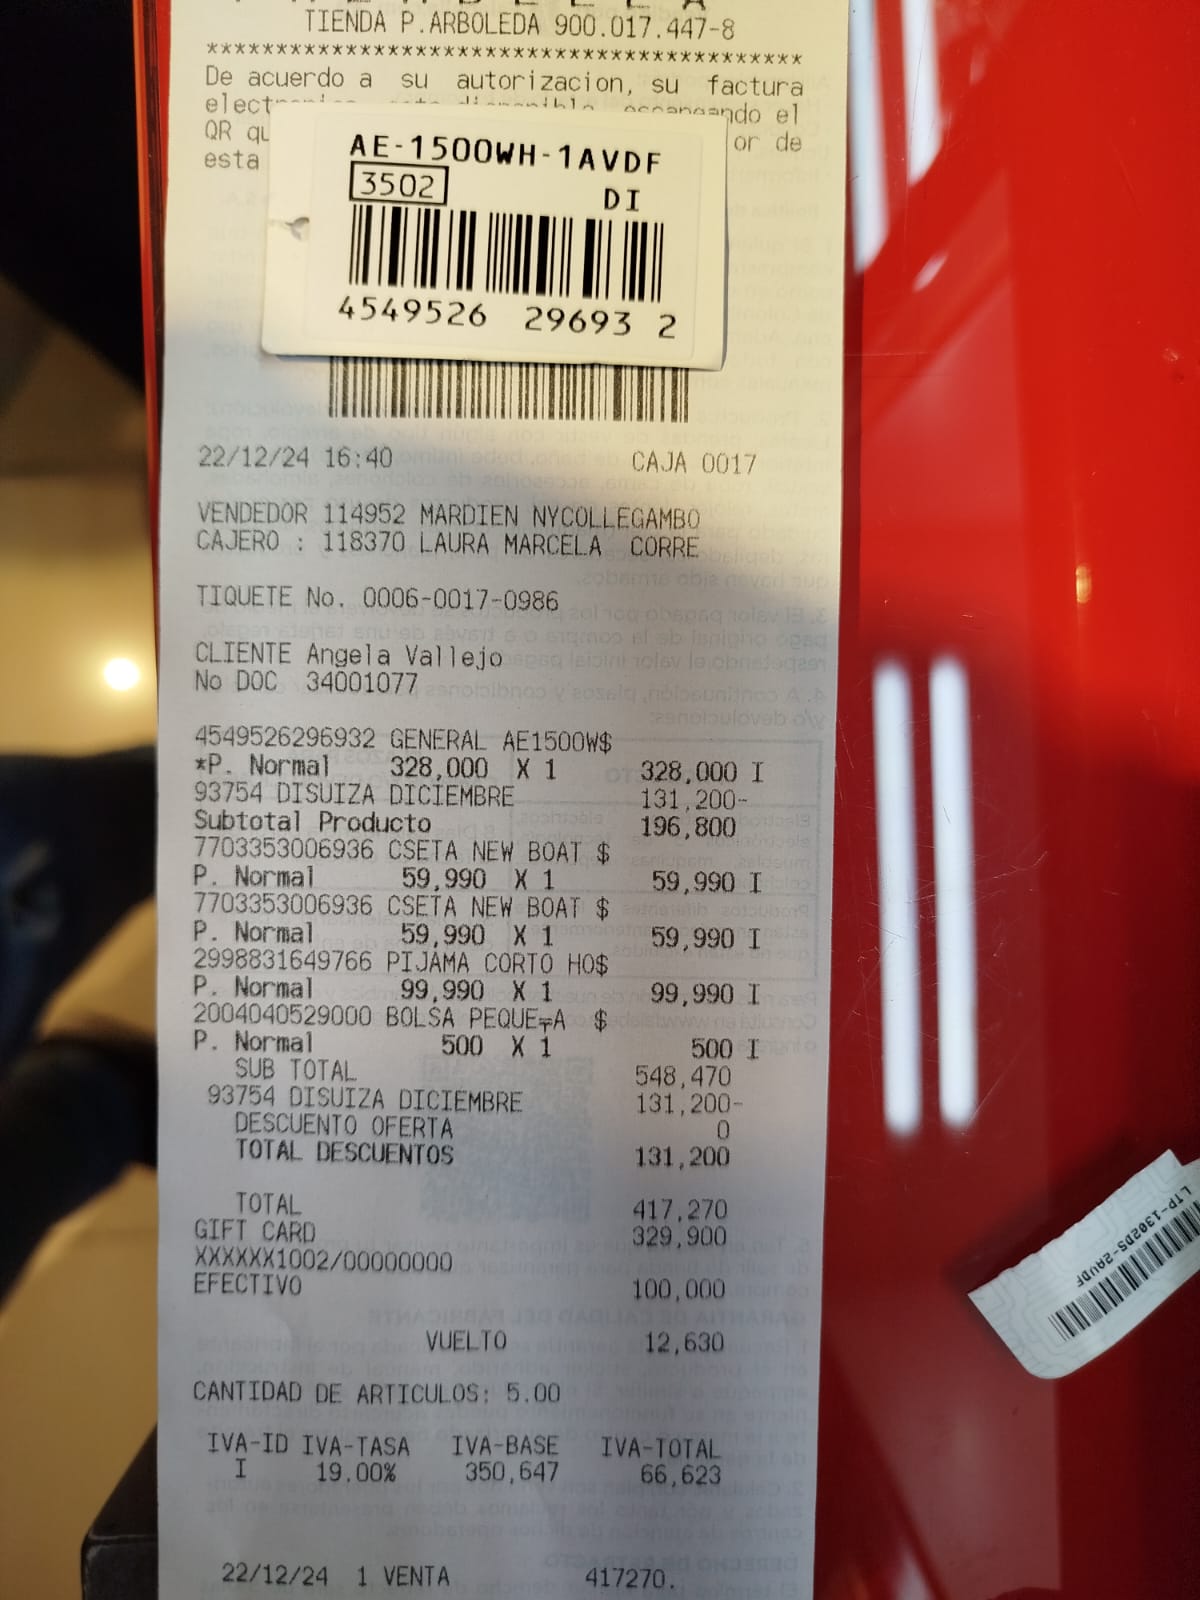 TIENDA P.ARBOLEDA 900.017.447-8
******************************************
De acuerdo a su autorizacion, su factura
escaneando el
QR or de
esta
AE-1500WH-1AVDF
3502 DI
4549526 29693 2
22/12/24 16:40 CAJA 0017
VENDEDOR 114952 MARDIEN NYCOLLEGAMBO
CAJERO : 118370 LAURA MARCELA CORRE
TIQUETE No. 0006-0017-0986
CLIENTE Angela Vallejo
No DOC 34001077
4549526296932 GENERAL AE1500W$
*P. Normal 328,000 X 1 328,000 I
93754 DISUIZA DICIEMBRE 131,200-
Subtotal Producto 196,800
7703353006936 CSETA NEW BOAT $
P. Normal 59,990 X 1 59,990 I
7703353006936 CSETA NEW BOAT $
P. Normal 59,990 X 1 59,990 I
2998831649766 PIJAMA CORTO HO$
P. Normal 99,990 X 1 99,990 I
2004040529000 BOLSA PEQUE╤A $
P. Normal 500 X 1 500 I
SUB TOTAL 548,470
93754 DISUIZA DICIEMBRE 131,200-
DESCUENTO OFERTA 0
TOTAL DESCUENTOS 131,200
TOTAL 417,270
GIFT CARD 329,900
XXXXXX1002/00000000
EFECTIVO 100,000
VUELTO 12,630
CANTIDAD DE ARTICULOS: 5.00
IVA-ID IVA-TASA IVA-BASE IVA-TOTAL
I 19.00% 350,647 66,623
22/12/24 1 VENTA 417270.
LTP-1302DS-2AVDF